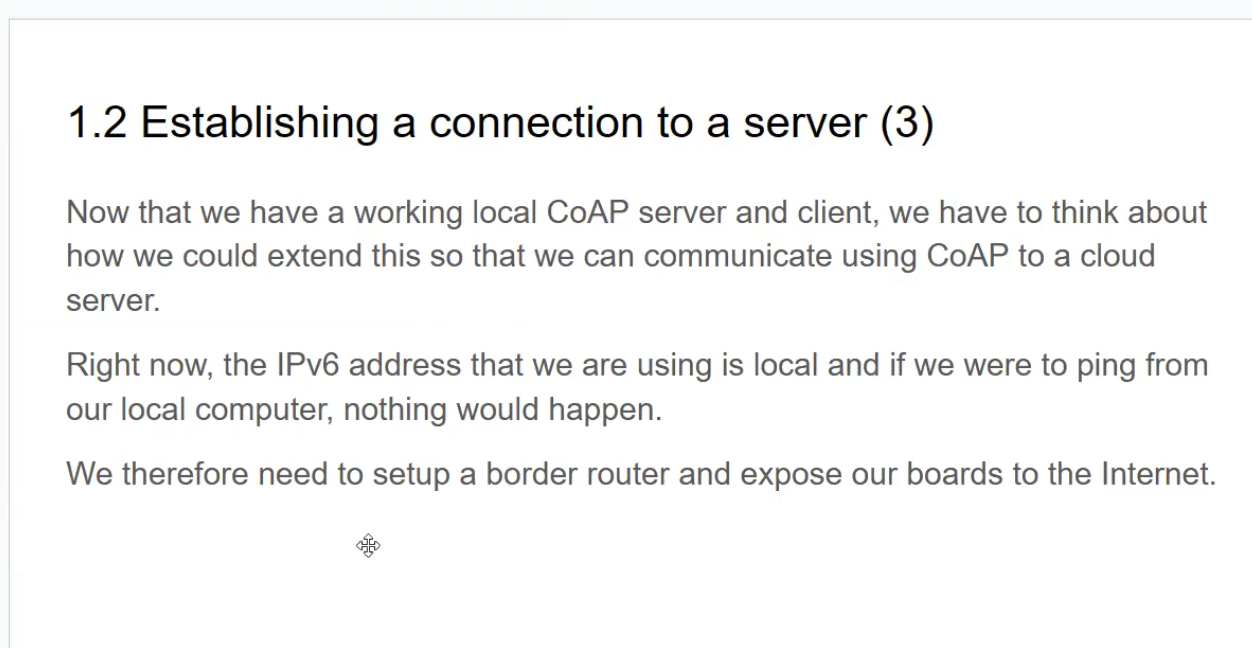 1.2 Establishing a connection to a server (3)
Now that we have a working local CoAP server and client, we have to think about
how we could extend this so that we can communicate using CoAP to a cloud
server.
Right now, the IPv6 address that we are using is local and if we were to ping from
our local computer, nothing would happen.
We therefore need to setup a border router and expose our boards to the Internet.